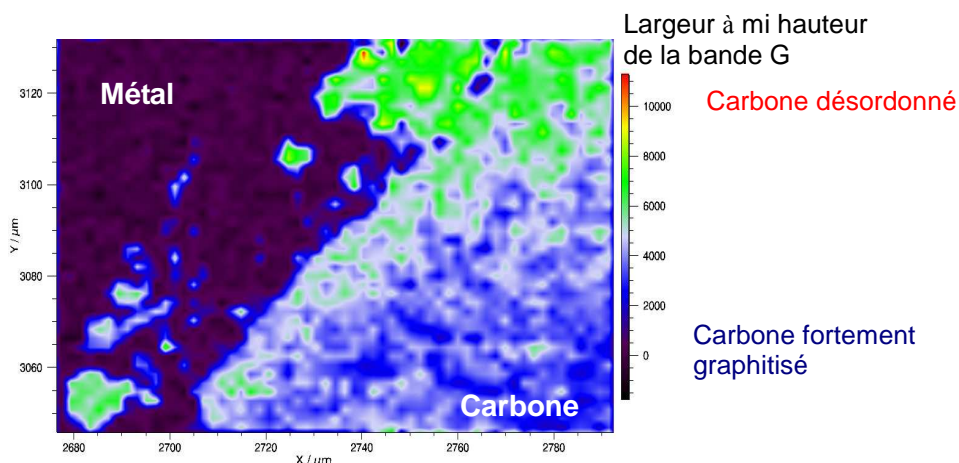 Largeur à mi hauteur
de la bande G
Métal
Carbone désordonné
Carbone fortement
graphitisé
Carbone
3120
3100
3080
3060
Y / µm
2680
2700
2720
2740
2760
2780
X / µm
10000
8000
6000
4000
2000
0